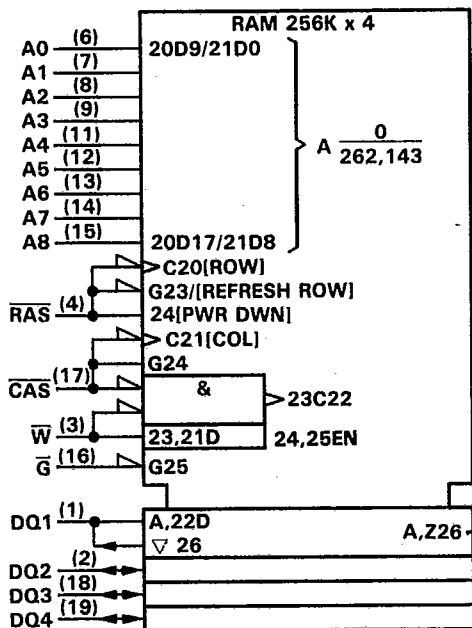 RAM 256K x 4
A0 (6) 20D9/21D0
A1 (7)
A2 (8)
A3 (9)
A4 (11)
A5 (12)
A6 (13)
A7 (14)
A8 (15) 20D17/21D8
A 0
262,143
C20[ROW]
G23/[REFRESH ROW]
RAS (4) 24[PWR DWN]
C21[COL]
G24
CAS (17) &
23C22
W (3) 23,21D 24,25EN
G (16) G25
DQ1 (1) A,22D A,Z26
▽ 26
DQ2 (2)
DQ3 (18)
DQ4 (19)